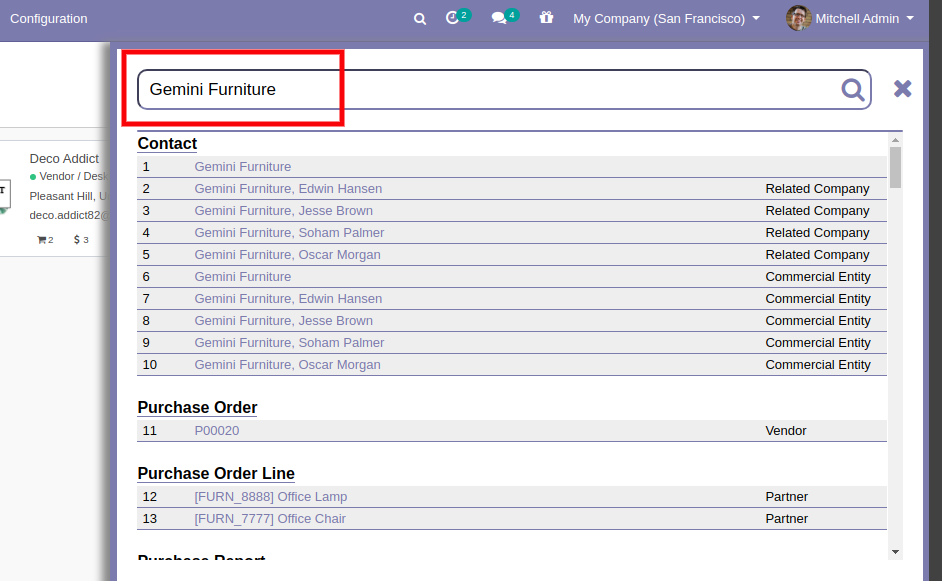 Configuration
2
4
My Company (San Francisco)
Mitchell Admin
Gemini Furniture
Deco Addict
Vendor / Desk
Pleasant Hill,
deco.addict82@
2
$ 3
T
Contact
1 Gemini Furniture
2 Gemini Furniture, Edwin Hansen Related Company
3 Gemini Furniture, Jesse Brown Related Company
4 Gemini Furniture, Soham Palmer Related Company
5 Gemini Furniture, Oscar Morgan Related Company
6 Gemini Furniture Commercial Entity
7 Gemini Furniture, Edwin Hansen Commercial Entity
8 Gemini Furniture, Jesse Brown Commercial Entity
9 Gemini Furniture, Soham Palmer Commercial Entity
10 Gemini Furniture, Oscar Morgan Commercial Entity
Purchase Order
11 P00020 Vendor
Purchase Order Line
12 [FURN_8888] Office Lamp Partner
13 [FURN_7777] Office Chair Partner
Purchase Report